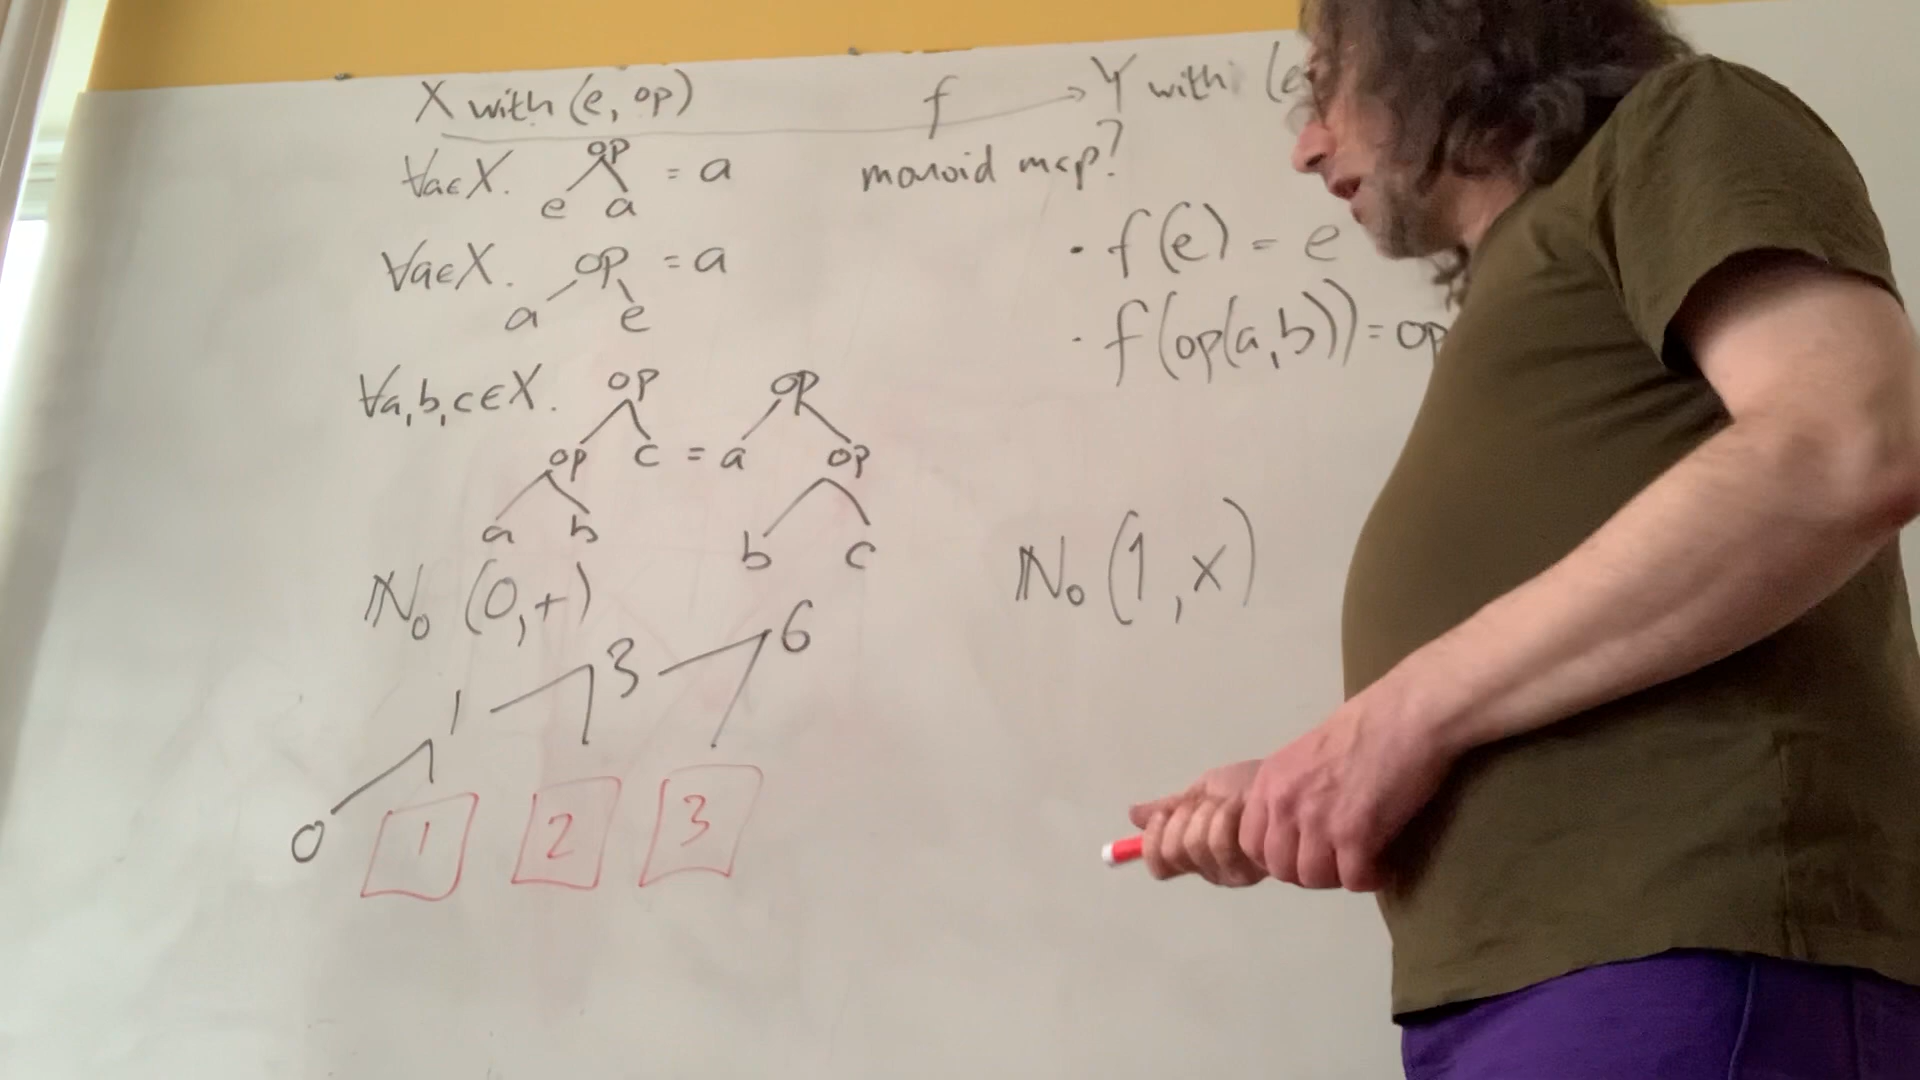 X with (e, op) f Y with (e
monoid map?
∀a∈X. op = a
e a
∀a∈X. op = a
a e
∀a,b,c∈X. op op
op c = a op
a b b c
· f(e) = e
· f(op(a,b)) = op
ℕ₀ (0,+)
ℕ₀ (1,×)
0 1 3 6
1 2 3